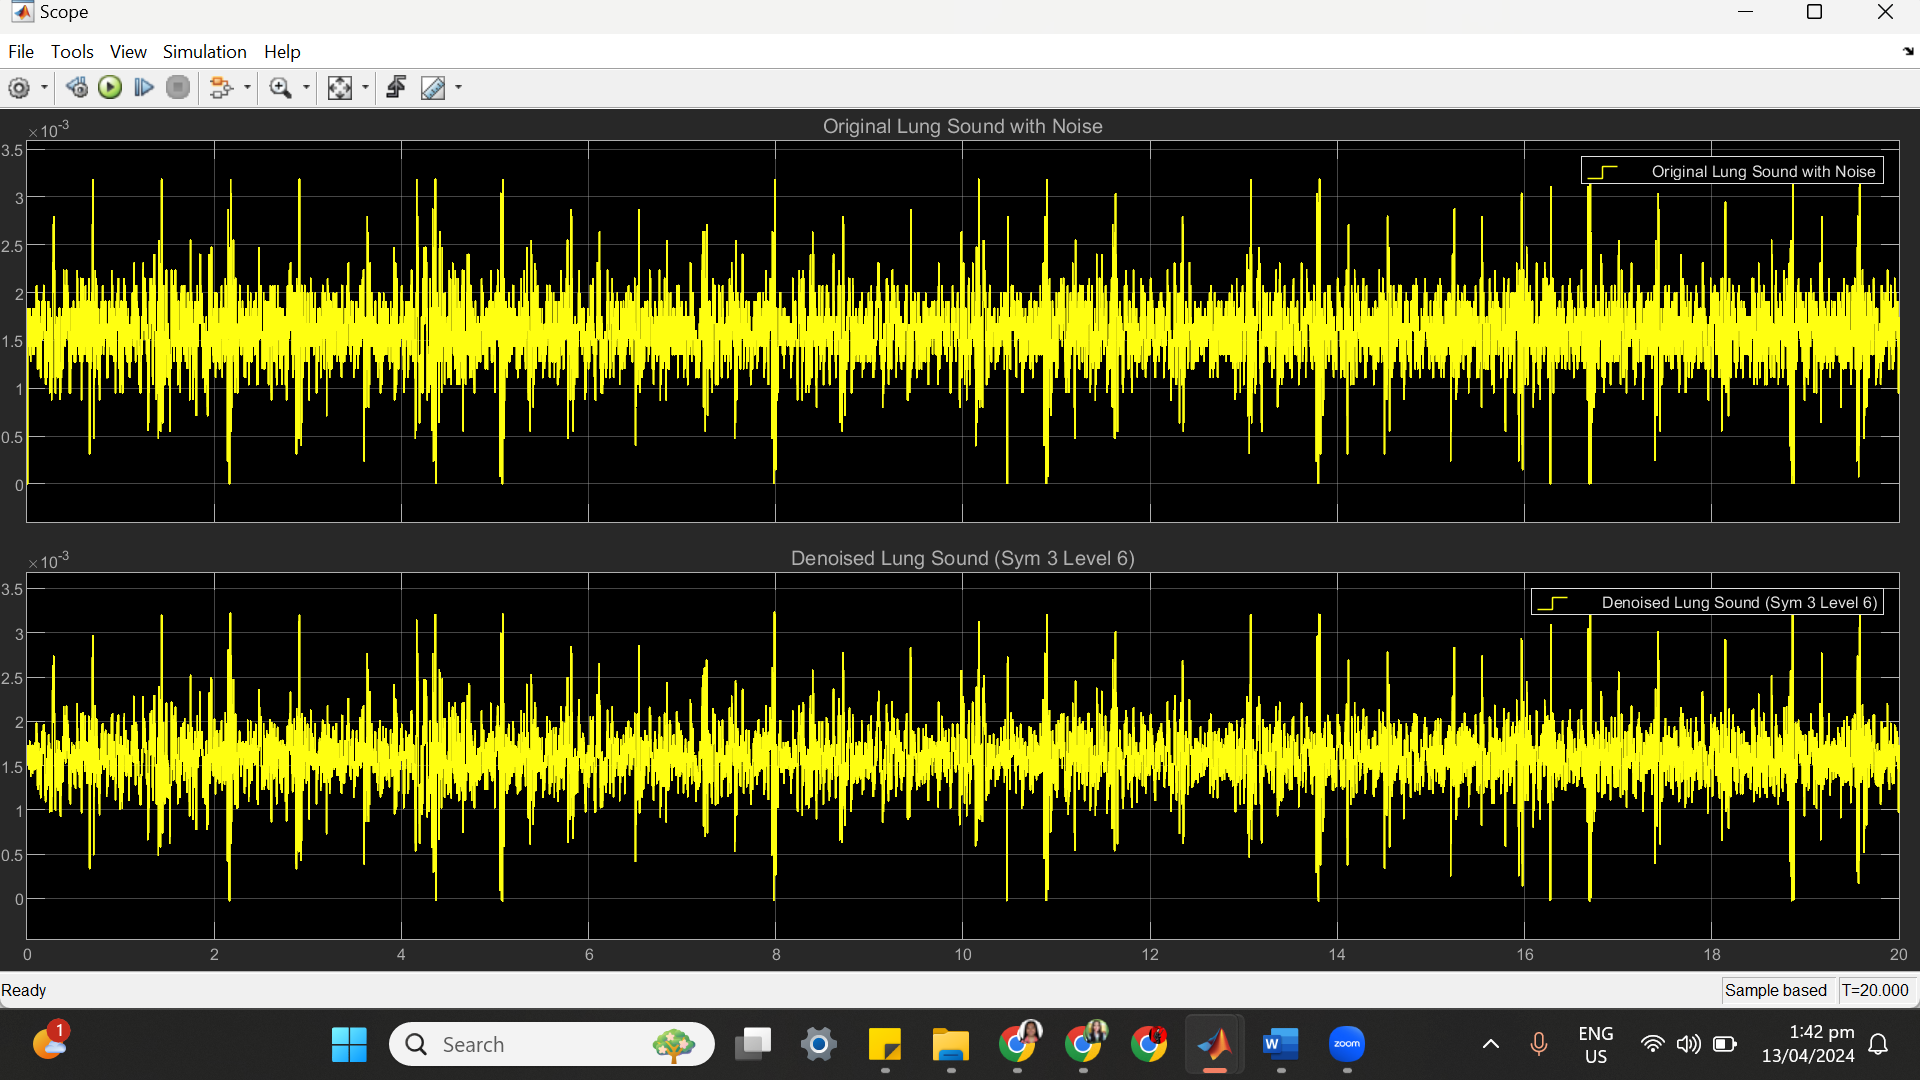 Scope
File Tools View Simulation Help
×10-3
Original Lung Sound with Noise
3.5
Original Lung Sound with Noise
3
2.5
2
1.5
1
0.5
0
×10-3
Denoised Lung Sound (Sym 3 Level 6)
3.5
Denoised Lung Sound (Sym 3 Level 6)
3
2.5
2
1.5
1
0.5
0
0 2 4 6 8 10 12 14 16 18 20
Ready
Sample based T=20.000
1
Search
W
zoom
ENG
US
1:42 pm
13/04/2024